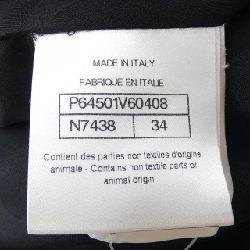 MADE IN ITALY
FABRIQUE EN ITALIE
P64501V60408
N7438 34
Contient des parties non textiles d'origine
animale - Contains non textile parts of
animal origin